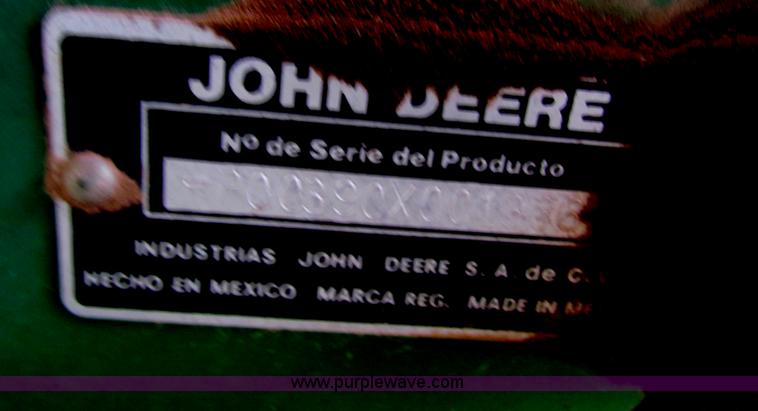 JOHN DEERE
Nº de Serie del Producto
INDUSTRIAS JOHN DEERE S. A. de C.
HECHO EN MEXICO MARCA REG. MADE IN
www.purplewave.com